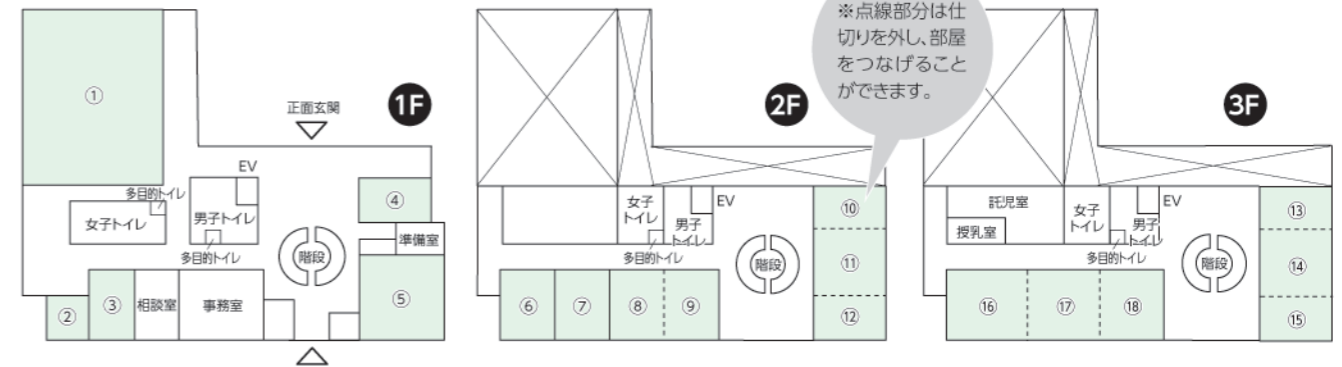 ※点線部分は仕
切りを外し、部屋
をつなげること
ができます。
1F
正面玄関
①
EV
多目的トイレ
女子トイレ
男子トイレ
多目的トイレ
階段
④
準備室
⑤
②
③
相談室
事務室
2F
女子
トイレ
男子
トイレ
EV
多目的トイレ
階段
⑩
⑪
⑫
⑥
⑦
⑧
⑨
3F
託児室
授乳室
女子
トイレ
男子
トイレ
EV
多目的トイレ
階段
⑬
⑭
⑮
⑯
⑰
⑱